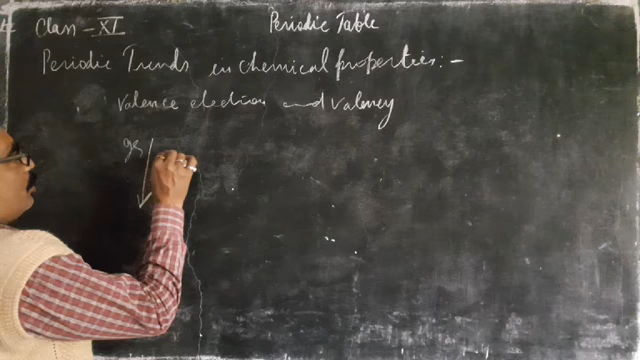 Class - XI
Periodic Table
Periodic Trends in chemical properties:-
Valence electron and valency